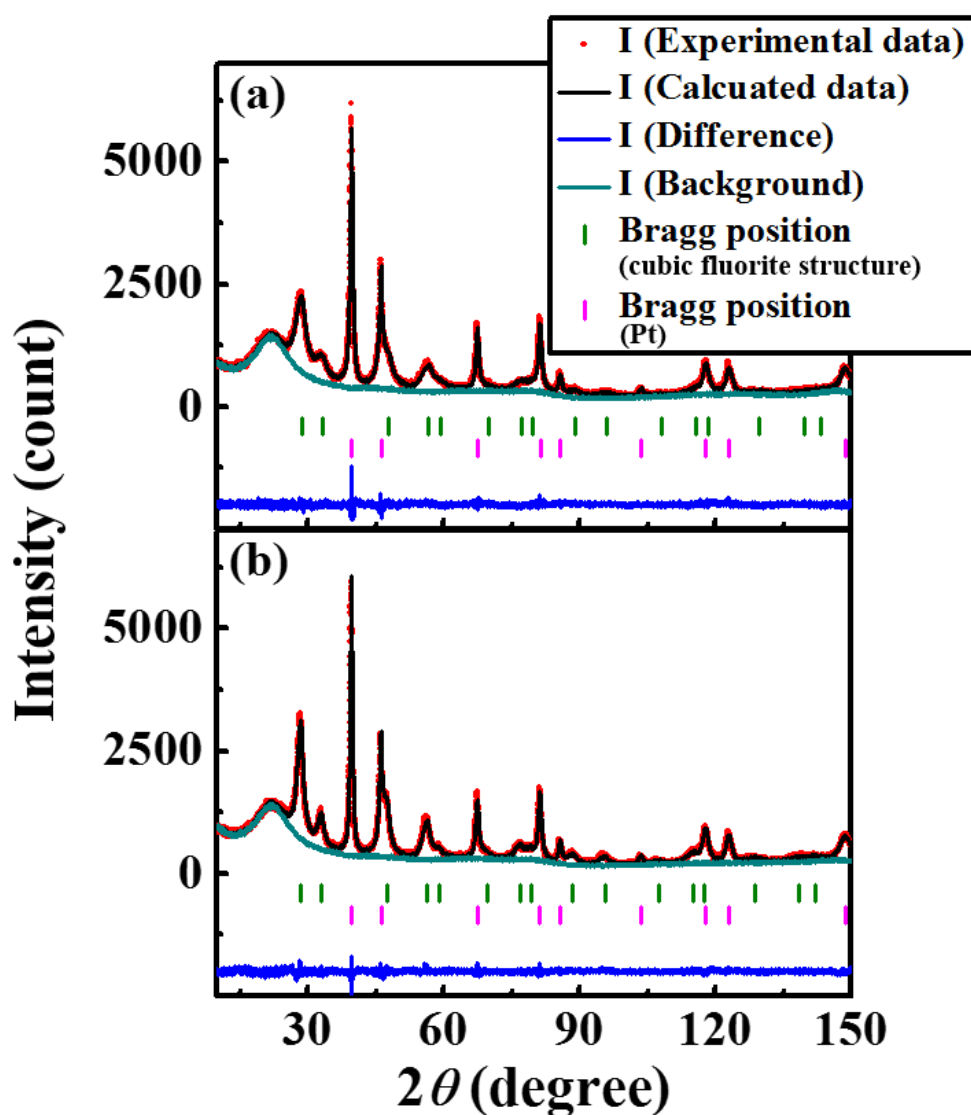 I (Experimental data)
I (Calcuated data)
I (Difference)
I (Background)
Bragg position
(cubic fluorite structure)
Bragg position
(Pt)
(a)
5000
2500
0
(b)
5000
2500
0
Intensity (count)
30 60 90 120 150
2θ (degree)